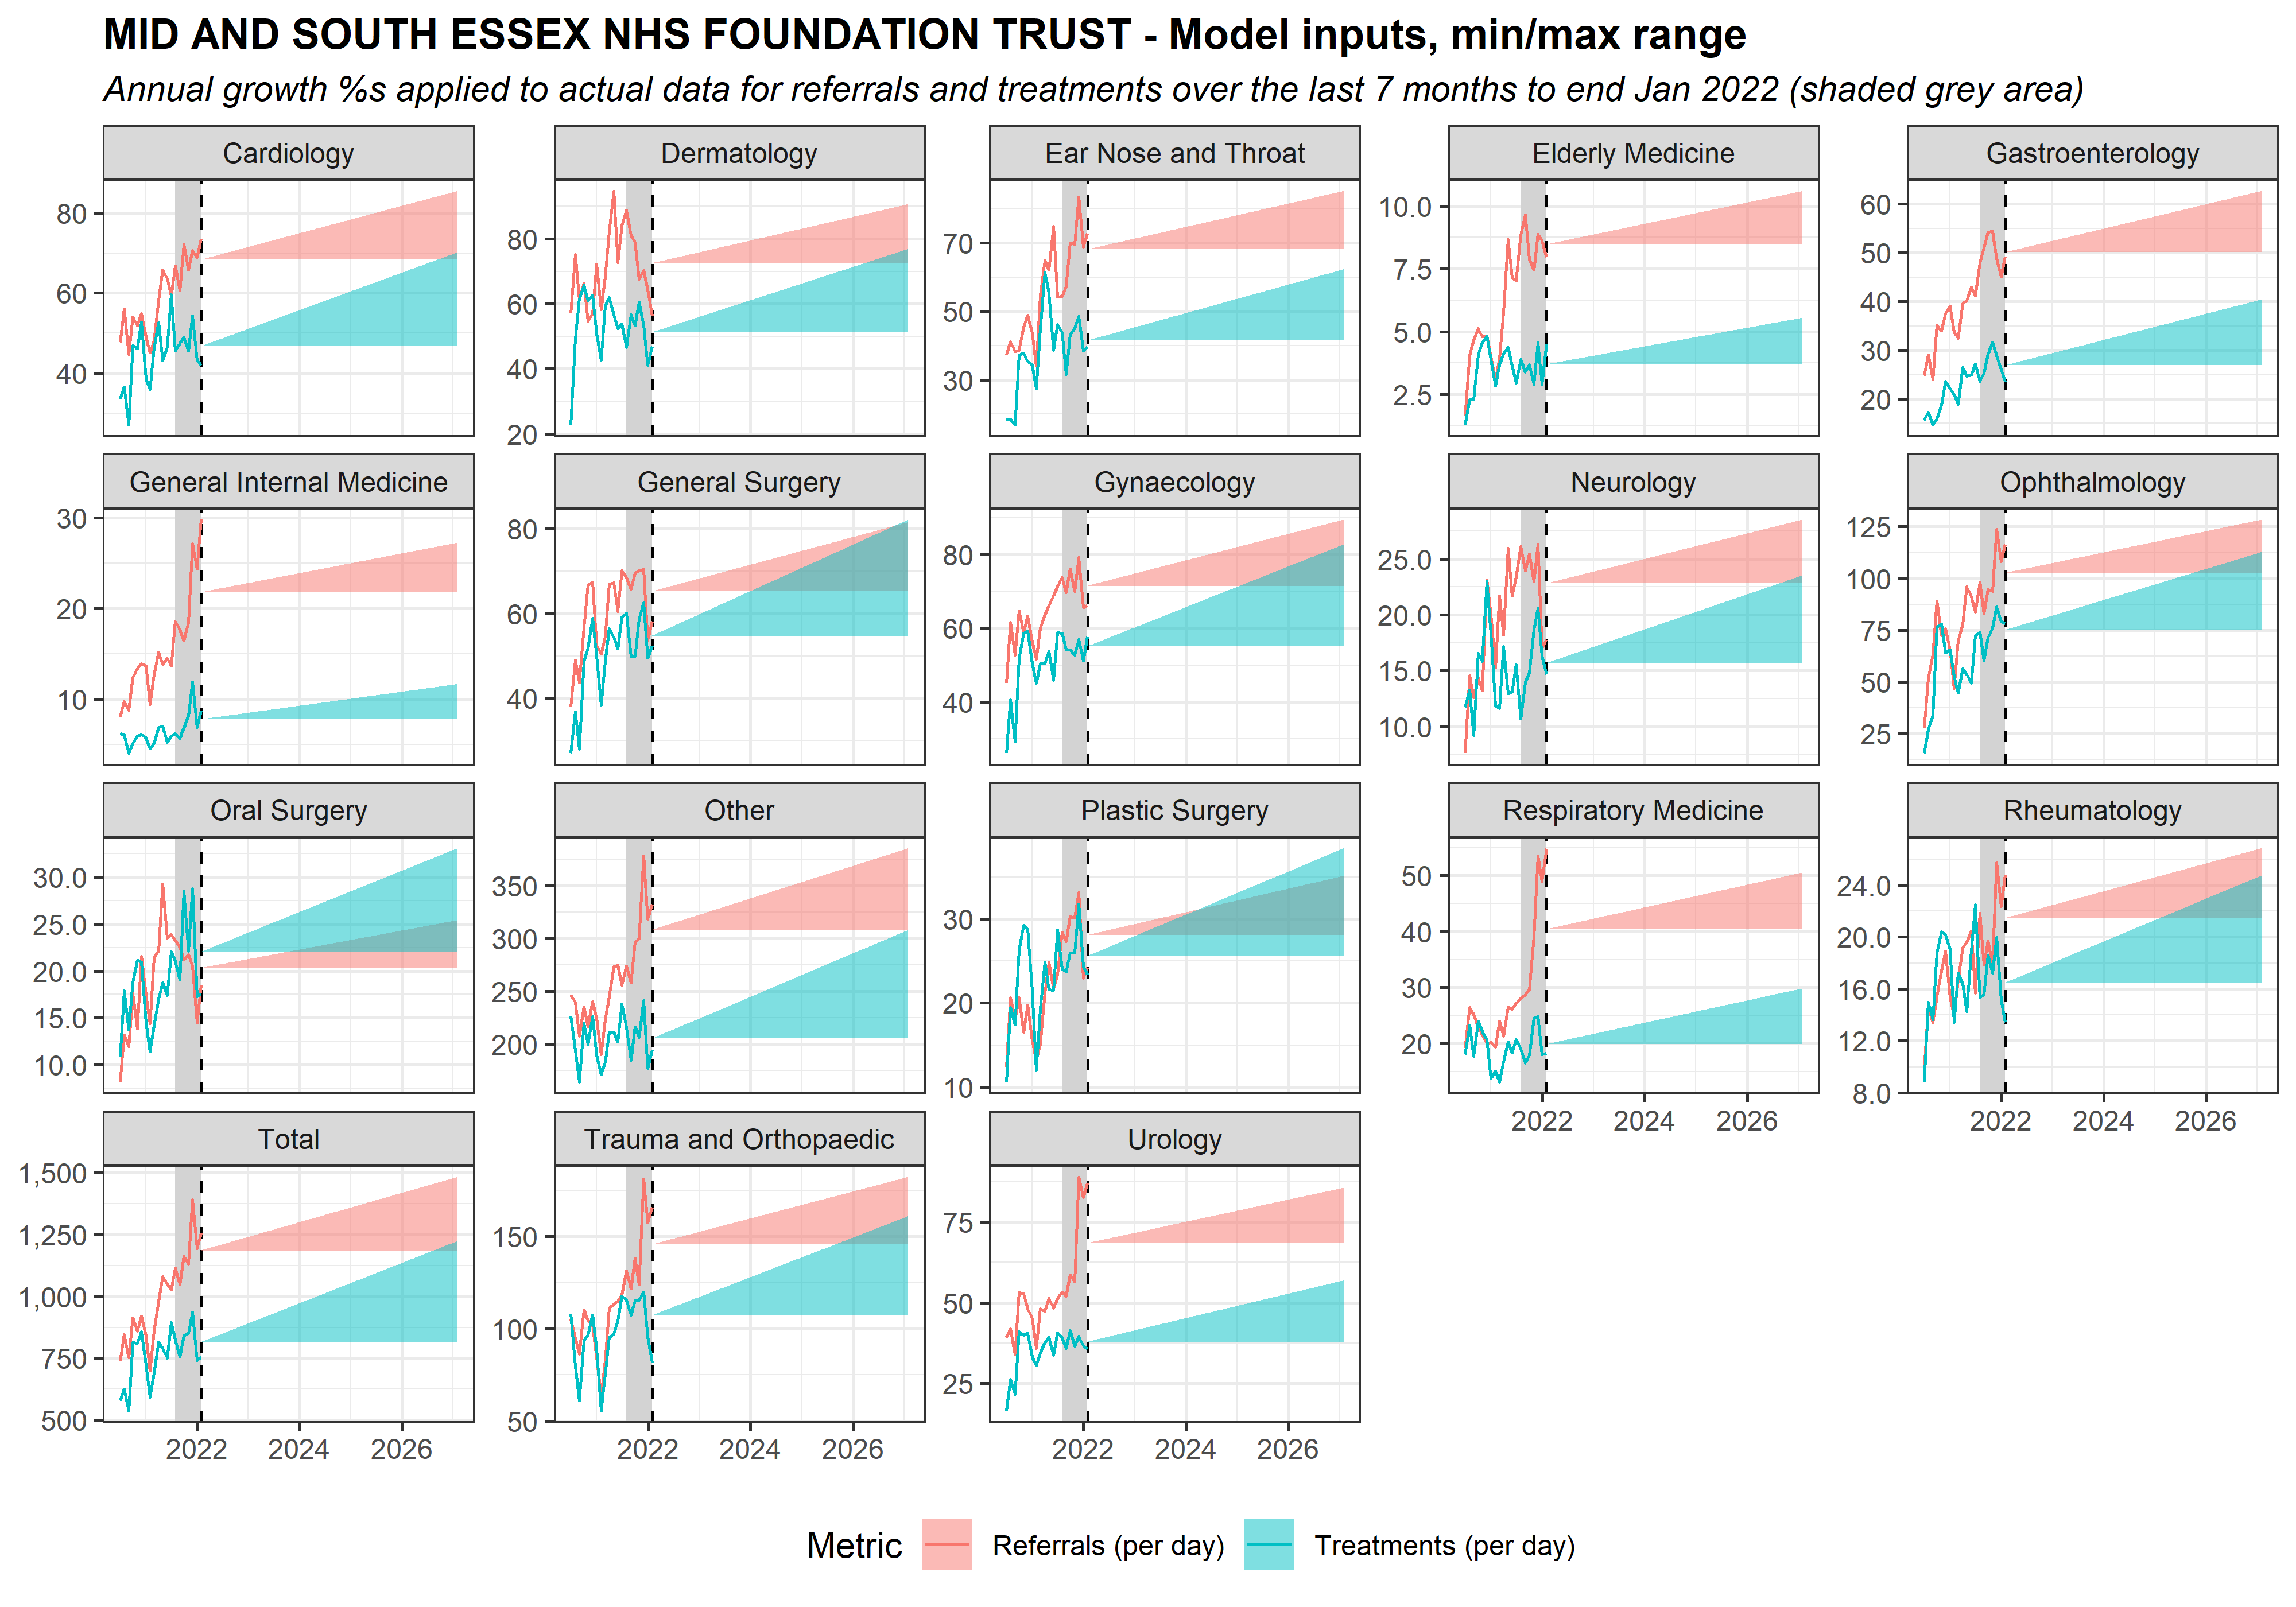 MID AND SOUTH ESSEX NHS FOUNDATION TRUST - Model inputs, min/max range
Annual growth %s applied to actual data for referrals and treatments over the last 7 months to end Jan 2022 (shaded grey area)
Cardiology
80
60
40
Dermatology
80
60
40
20
Ear Nose and Throat
70
50
30
Elderly Medicine
10.0
7.5
5.0
2.5
Gastroenterology
60
50
40
30
20
General Internal Medicine
30
20
10
General Surgery
80
60
40
Gynaecology
80
60
40
Neurology
25.0
20.0
15.0
10.0
Ophthalmology
125
100
75
50
25
Oral Surgery
30.0
25.0
20.0
15.0
10.0
Other
350
300
250
200
Plastic Surgery
30
20
10
Respiratory Medicine
50
40
30
20
2022 2024 2026
Rheumatology
24.0
20.0
16.0
12.0
8.0
2022 2024 2026
Total
1,500
1,250
1,000
750
500
2022 2024 2026
Trauma and Orthopaedic
150
100
50
2022 2024 2026
Urology
75
50
25
2022 2024 2026
Metric Referrals (per day) Treatments (per day)